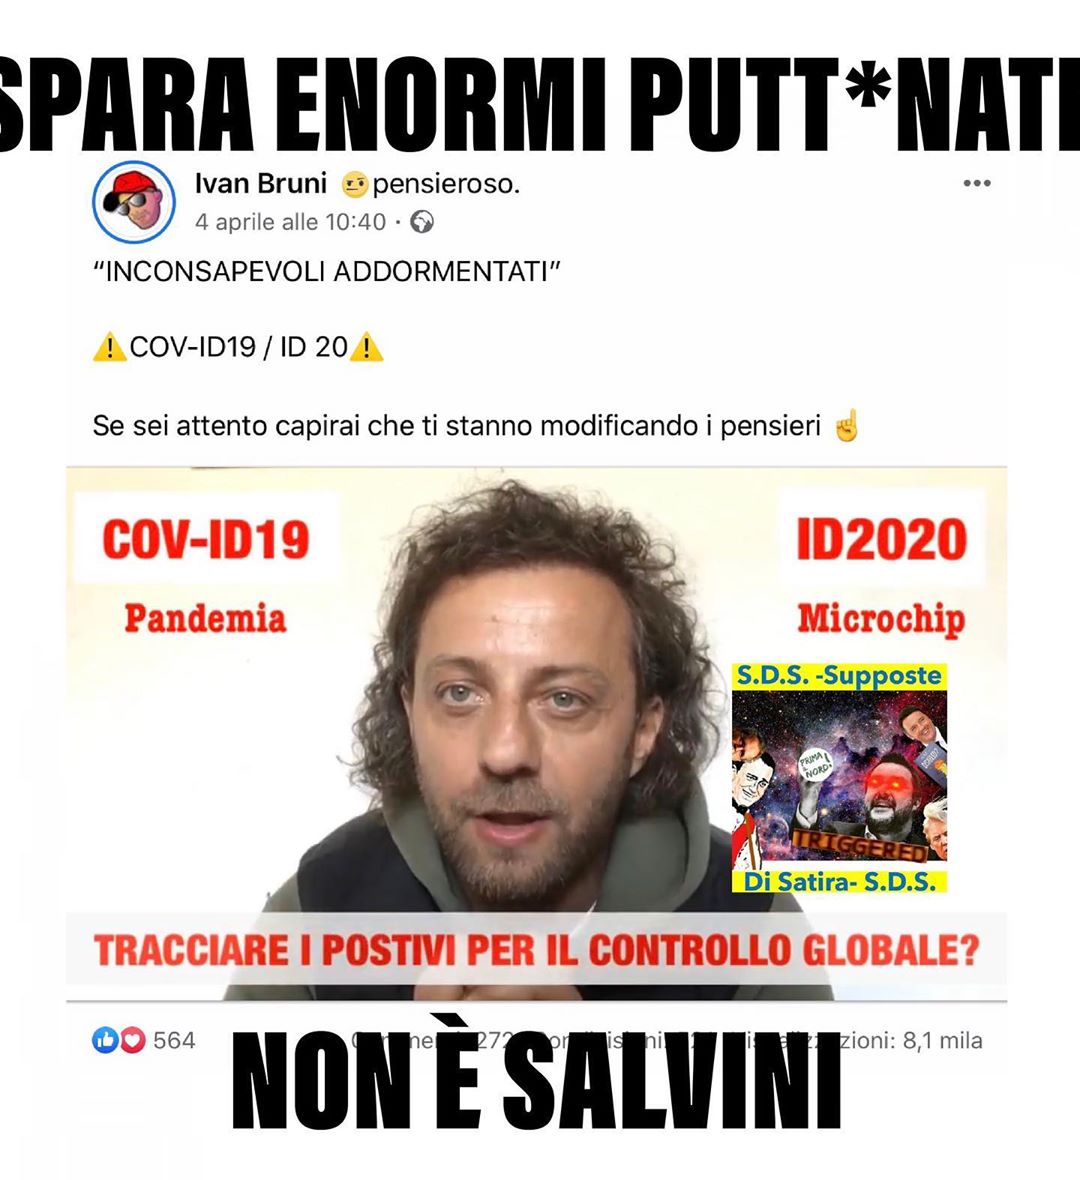 SPARA ENORMI PUTT*NATE
Ivan Bruni 🤨 pensieroso.
4 aprile alle 10:40 ·
“INCONSAPEVOLI ADDORMENTATI”
⚠️COV-ID19 / ID 20⚠️
Se sei attento capirai che ti stanno modificando i pensieri ☝️
COV-ID19
ID2020
Pandemia
Microchip
S.D.S. -Supposte
PRIMA
IL NORD
TRIGGERED
Di Satira- S.D.S.
TRACCIARE I POSTIVI PER IL CONTROLLO GLOBALE?
564
zioni: 8,1 mila
NON È SALVINI